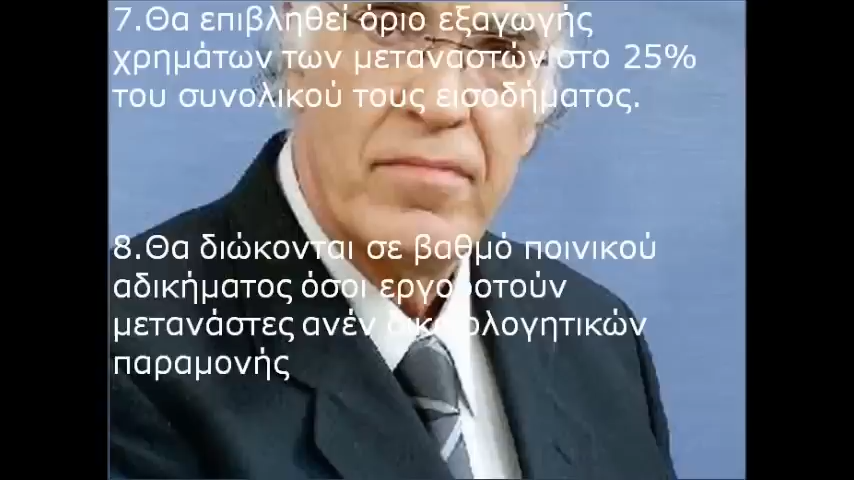 7.Θα επιβληθεί όριο εξαγωγής
χρημάτων των μεταναστών στο 25%
του συνολικού τους εισοδήματος.
8.Θα διώκονται σε βαθμό ποινικού
αδικήματος όσοι εργοδοτούν
μετανάστες ανέν δικαιολογητικών
παραμονής